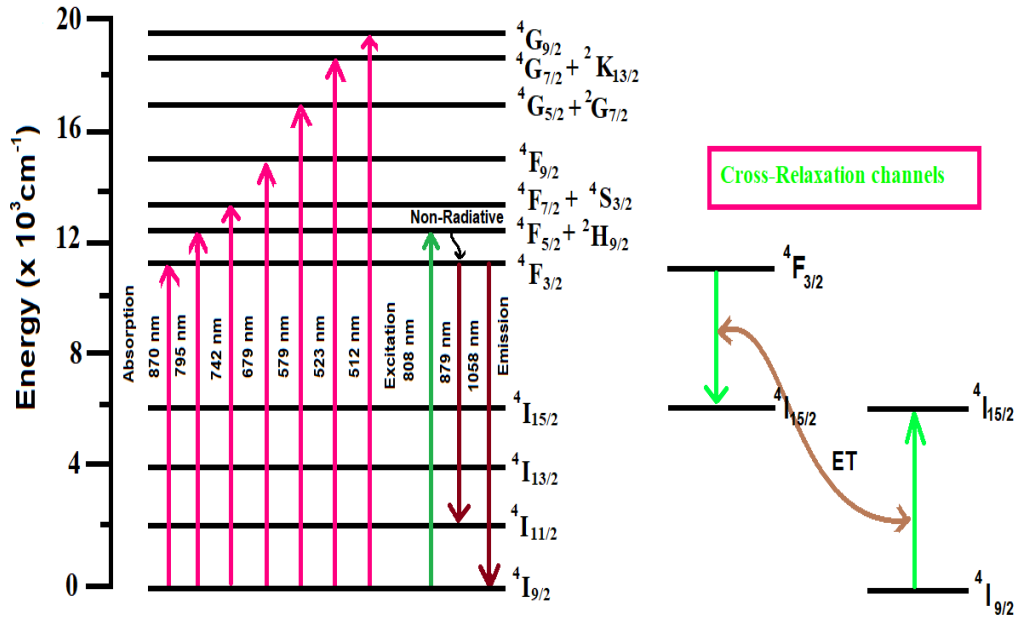 20
16
12
8
4
0
Energy (x 10³cm⁻¹)
⁴G₉/₂
⁴G₇/₂ + ²K₁₃/₂
⁴G₅/₂ + ²G₇/₂
⁴F₉/₂
⁴F₇/₂ + ⁴S₃/₂
Non-Radiative
⁴F₅/₂ + ²H₉/₂
⁴F₃/₂
Absorption
870 nm
795 nm
742 nm
679 nm
579 nm
523 nm
512 nm
Excitation
808 nm
879 nm
1058 nm
Emission
⁴I₁₅/₂
⁴I₁₃/₂
⁴I₁₁/₂
⁴I₉/₂
Cross-Relaxation channels
⁴F₃/₂
⁴I₁₅/₂
⁴I₁₅/₂
ET
⁴I₉/₂